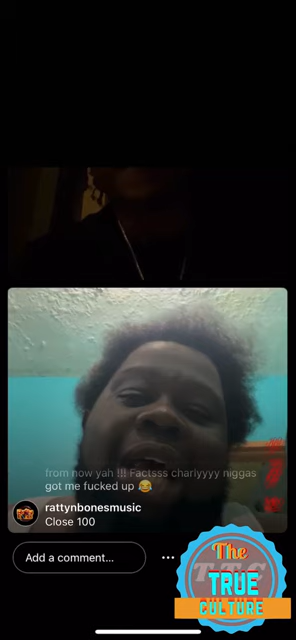 from now yah !!! Factsss charlyyyy niggas
got me fucked up 😂
rattynbonesmusic
Close 100
Add a comment…
The
TRUE
CULTURE